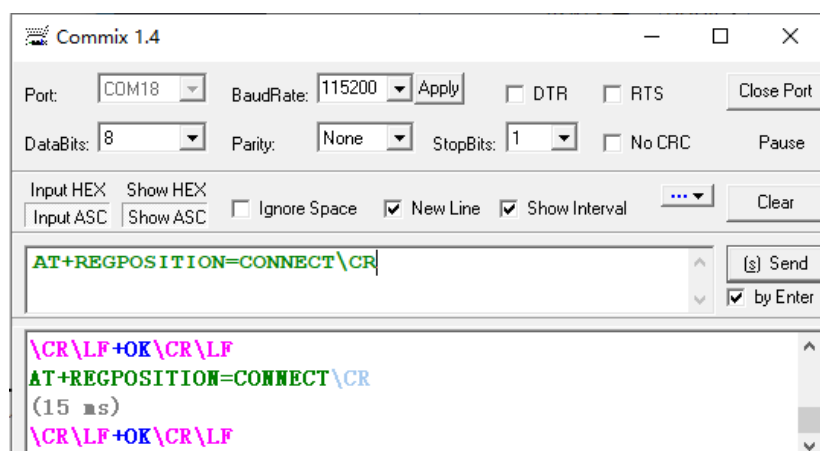 Commix 1.4
Port: COM18 BaudRate: 115200 Apply DTR RTS Close Port
DataBits: 8 Parity: None StopBits: 1 No CRC Pause
Input HEX Show HEX
Input ASC Show ASC Ignore Space New Line Show Interval ... Clear
AT+REGPOSITION=CONNECT\CR (s) Send
by Enter
\CR\LF+OK\CR\LF
AT+REGPOSITION=CONNECT\CR
(15 ms)
\CR\LF+OK\CR\LF